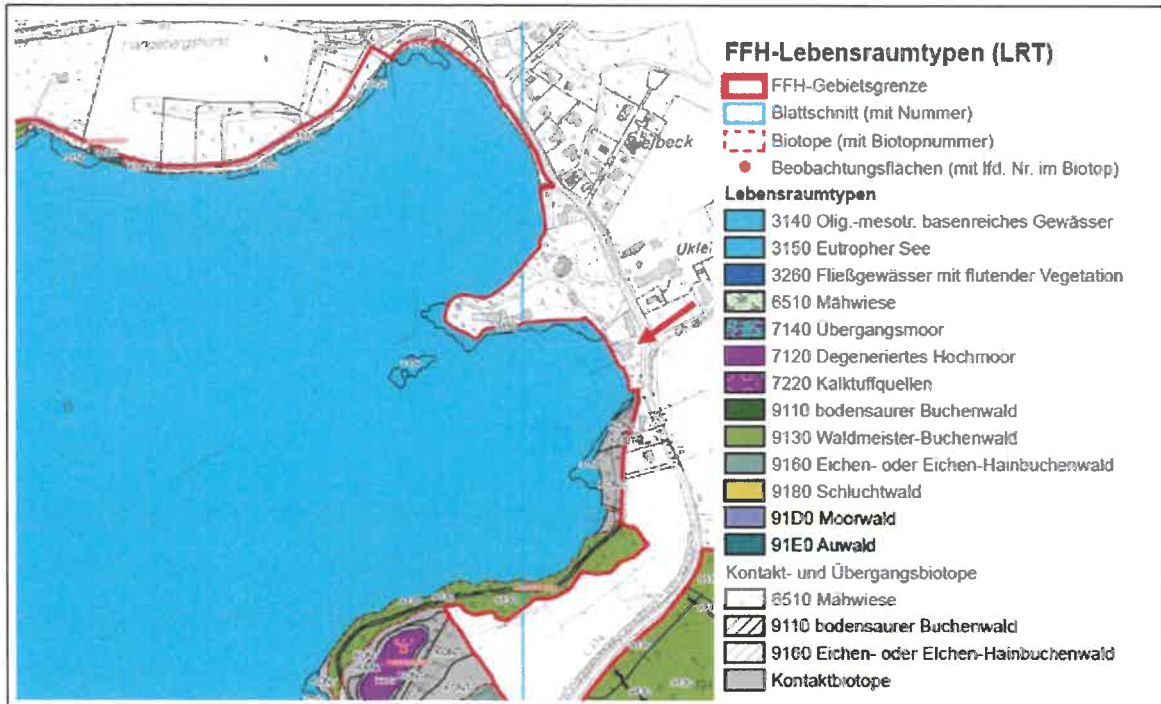 FFH-Lebensraumtypen (LRT)
FFH-Gebietsgrenze
Blattschnitt (mit Nummer)
Biotope (mit Biotopnummer)
Beobachtungsflächen (mit lfd. Nr. im Biotop)
Lebensraumtypen
3140 Olig.-mesotr. basenreiches Gewässer
3150 Eutropher See
3260 Fließgewässer mit flutender Vegetation
6510 Mähwiese
7140 Übergangsmoor
7120 Degeneriertes Hochmoor
7220 Kalktuffquellen
9110 bodensaurer Buchenwald
9130 Waldmeister-Buchenwald
9160 Eichen- oder Eichen-Hainbuchenwald
9180 Schluchtwald
91D0 Moorwald
91E0 Auwald
Kontakt- und Übergangsbiotope
6510 Mähwiese
9110 bodensaurer Buchenwald
9160 Eichen- oder Eichen-Hainbuchenwald
Kontaktbiotope